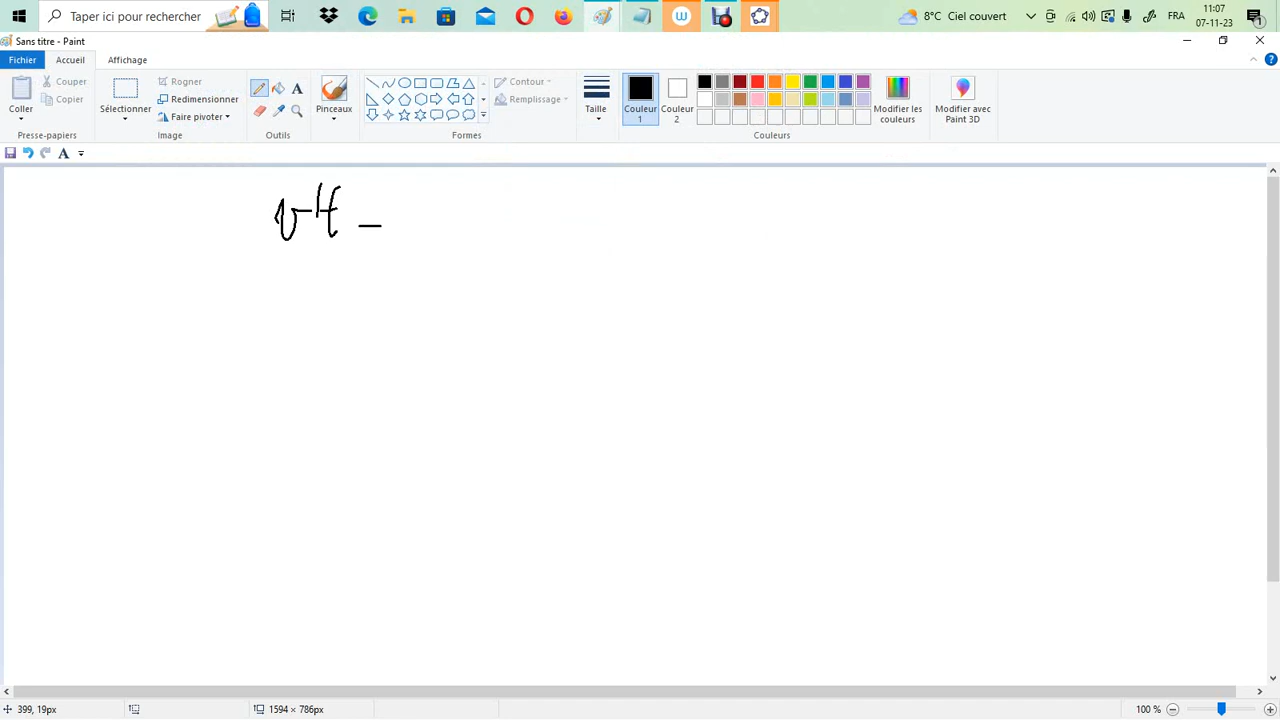 Taper ici pour rechercher
8°C Ciel couvert
FRA
11:07
07-11-23
1
Sans titre - Paint
Fichier
Accueil
Affichage
?
Coller
Couper
Copier
Presse-papiers
Sélectionner
Rogner
Redimensionner
Faire pivoter
Image
A
Outils
Pinceaux
Contour
Remplissage
Formes
Taille
Couleur
1
Couleur
2
Modifier les
couleurs
Couleurs
Modifier avec
Paint 3D
A
399, 19px
1594 × 786px
100 %